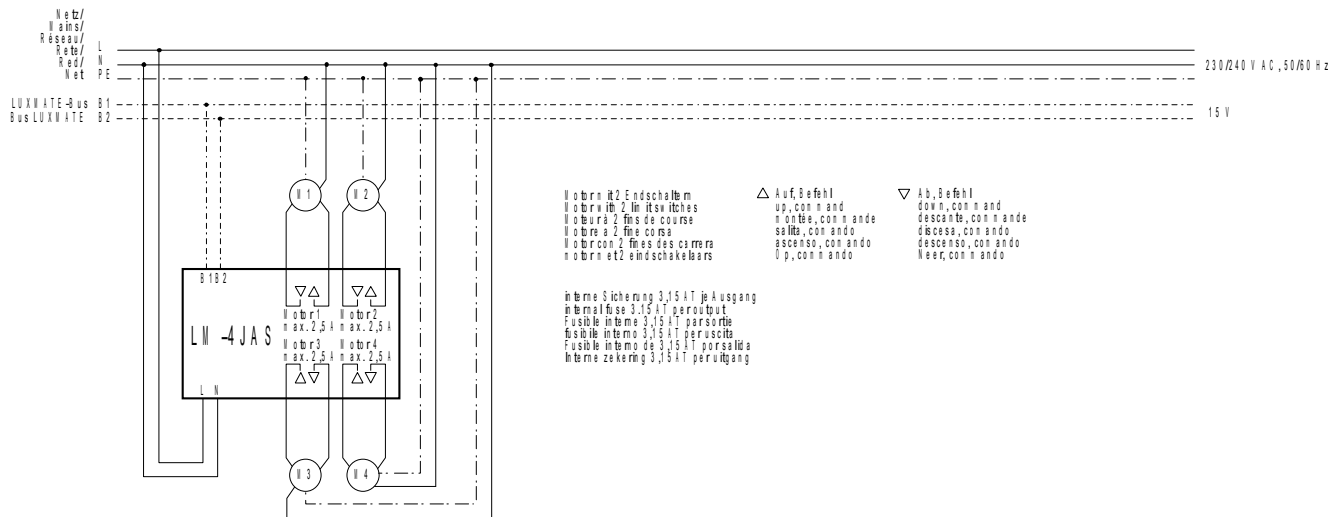 Netz/
Mains/
Réseau/
Rete/ L
Red/ N
Net PE
230/240 V AC, 50/60 Hz
LUXMATE-Bus B1
Bus LUXMATE B2
15 V
M1 M2
Motor mit 2 Endschaltern
Motor with 2 limit switches
Moteur à 2 fins de course
Motore a 2 fine corsa
Motor con 2 fines des carrera
motor met 2 eindschakelaars
△ Auf, Befehl
up, command
montée, commande
salita, comando
ascenso, comando
Op, commando
▽ Ab, Befehl
down, command
descante, commande
discesa, comando
descenso, comando
Neer, commando
B1 B2
▽ △ ▽ △
Motor1 Motor2
max. 2,5 A max. 2,5 A
LM-4JAS
Motor3 Motor4
max. 2,5 A max. 2,5 A
△ ▽ △ ▽
L N
interne Sicherung 3,15 AT je Ausgang
internal fuse 3.15 AT per output
Fusible interne 3,15 AT par sortie
fusibile interno 3,15 AT per uscita
Fusible interno de 3,15 AT por salida
Interne zekering 3,15 AT per uitgang
M3 M4